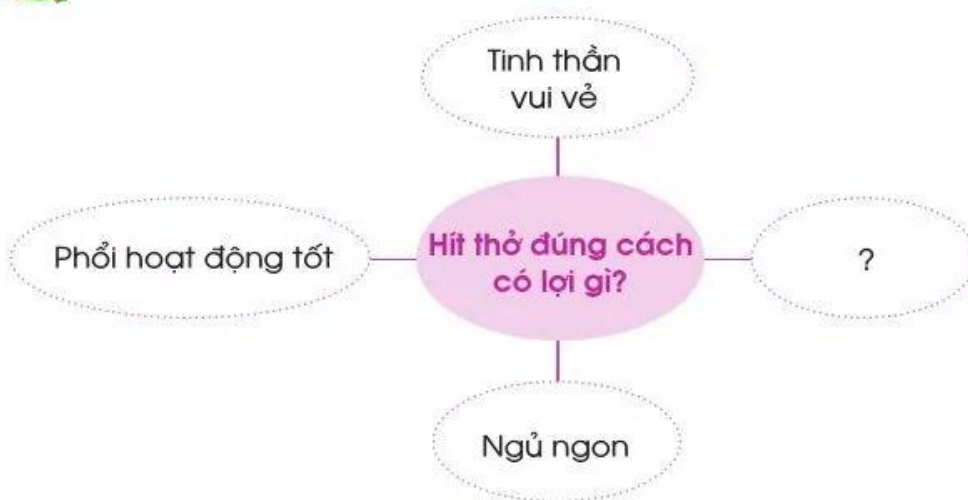 Tinh thần
vui vẻ
Phổi hoạt động tốt
Hít thở đúng cách
có lợi gì?
?
Ngủ ngon